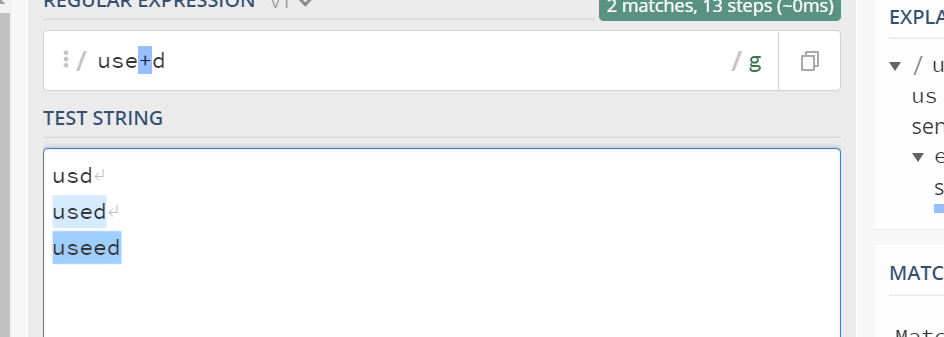 REGULAR EXPRESSION v1
2 matches, 13 steps (~0ms)
/ use+d / g
TEST STRING
usd
used
useed
EXPLA
/ u
us
sen
e
s
MATC
Matc